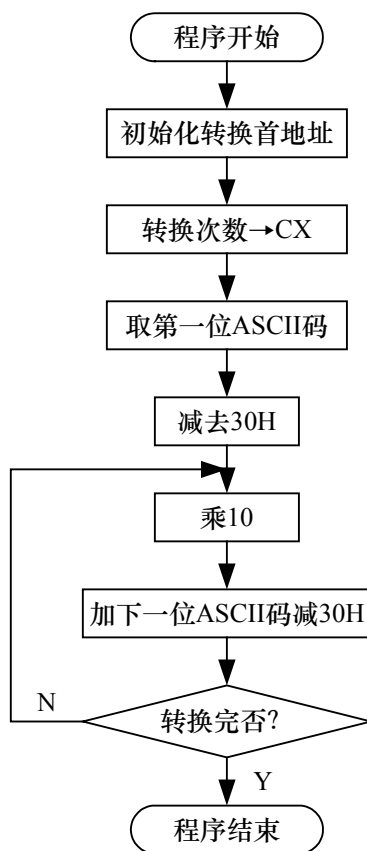 程序开始
初始化转换首地址
转换次数→CX
取第一位ASCII码
减去30H
乘10
加下一位ASCII码减30H
N
转换完否?
Y
程序结束